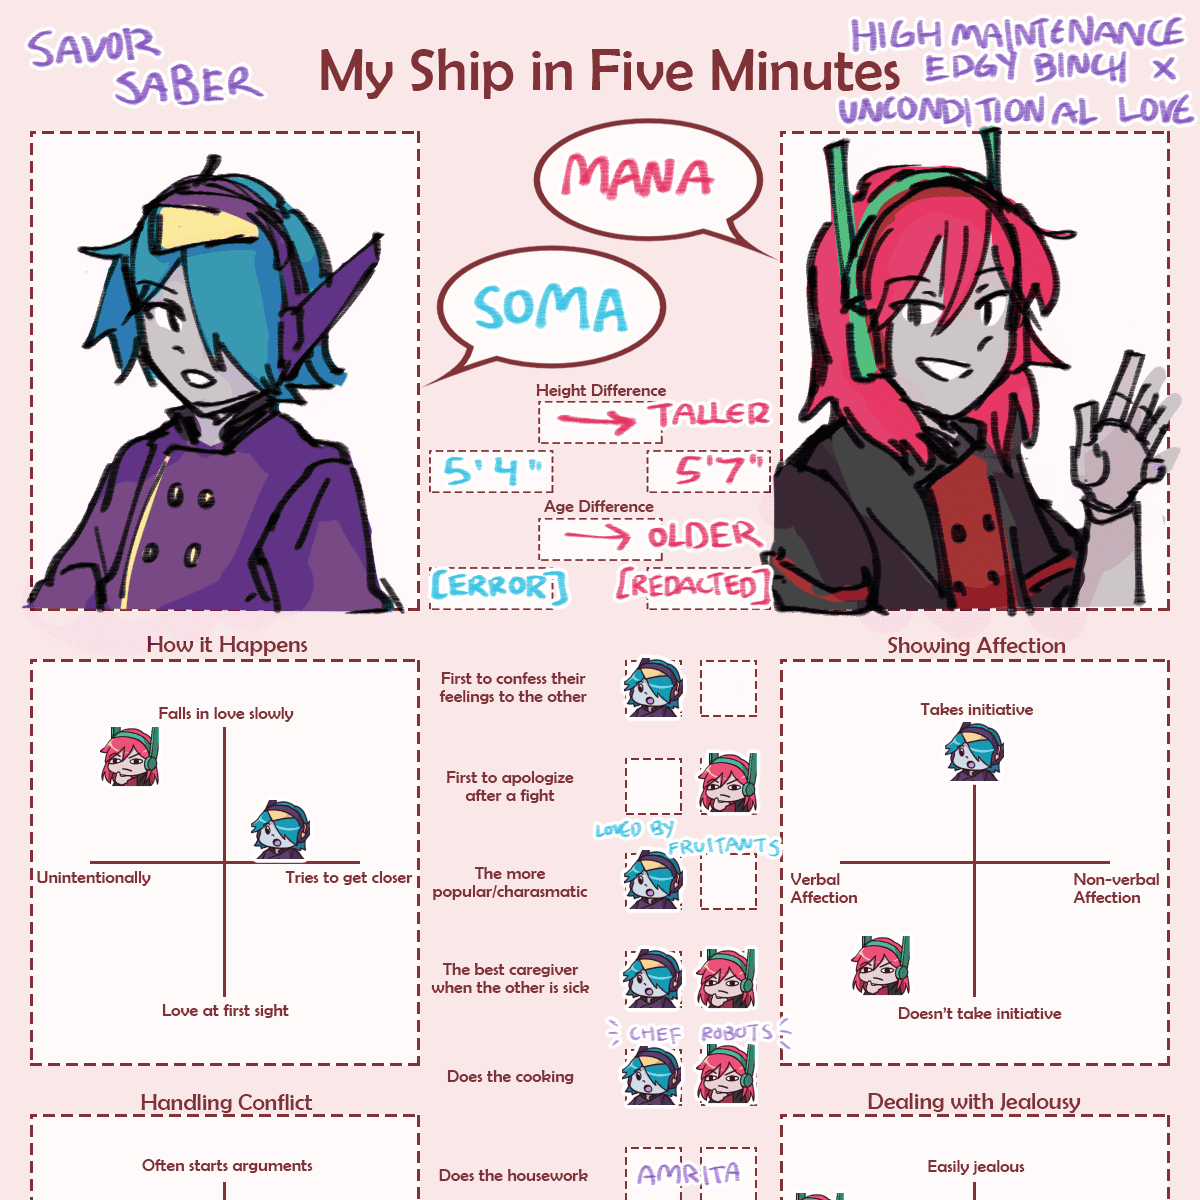 SAVOR
SABER
My Ship in Five Minutes
HIGH MAINTENANCE
EDGY BINCH X
UNCONDITIONAL LOVE
MANA
SOMA
Height Difference
→ TALLER
5'4"
5'7"
Age Difference
→ OLDER
[ERROR]
[REDACTED]
How it Happens
Falls in love slowly
Unintentionally
Tries to get closer
Love at first sight
First to confess their
feelings to the other
First to apologize
after a fight
LOVED BY
FRUITANTS
The more
popular/charasmatic
The best caregiver
when the other is sick
CHEF ROBOTS
Does the cooking
Does the housework
AMRITA
Showing Affection
Takes initiative
Verbal
Affection
Non-verbal
Affection
Doesn't take initiative
Handling Conflict
Often starts arguments
Dealing with Jealousy
Easily jealous